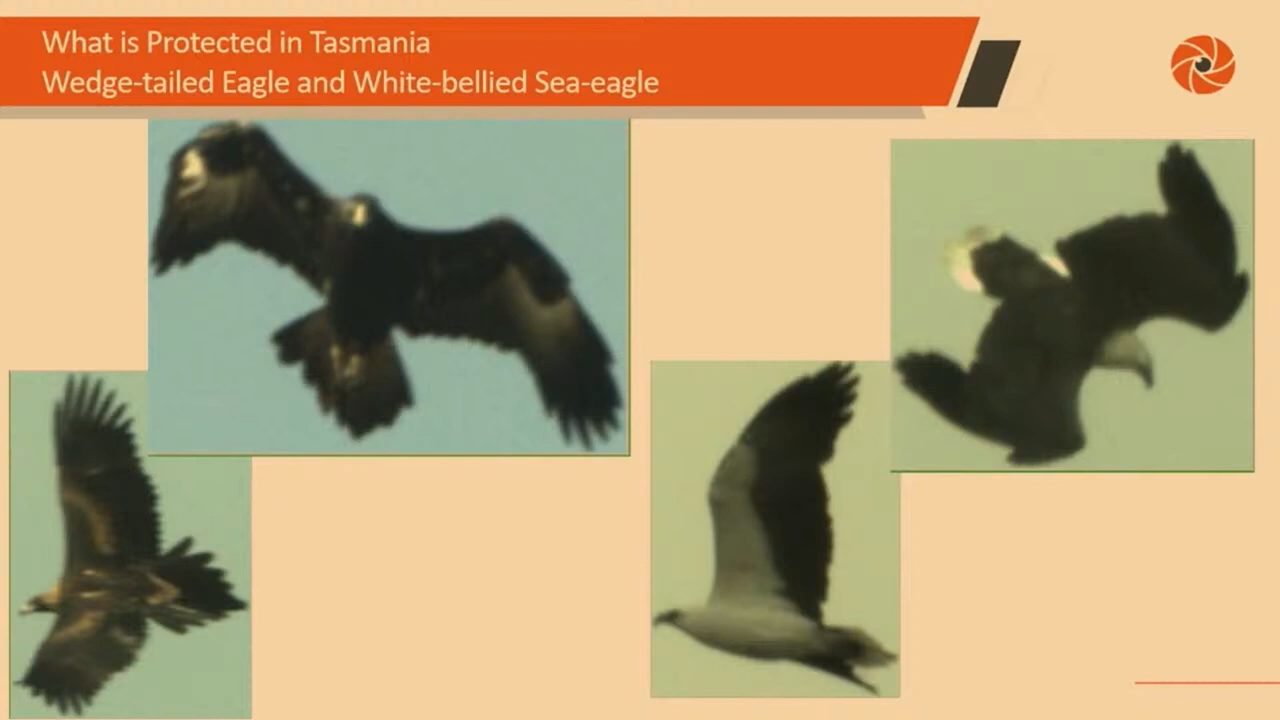 What is Protected in Tasmania
Wedge-tailed Eagle and White-bellied Sea-eagle